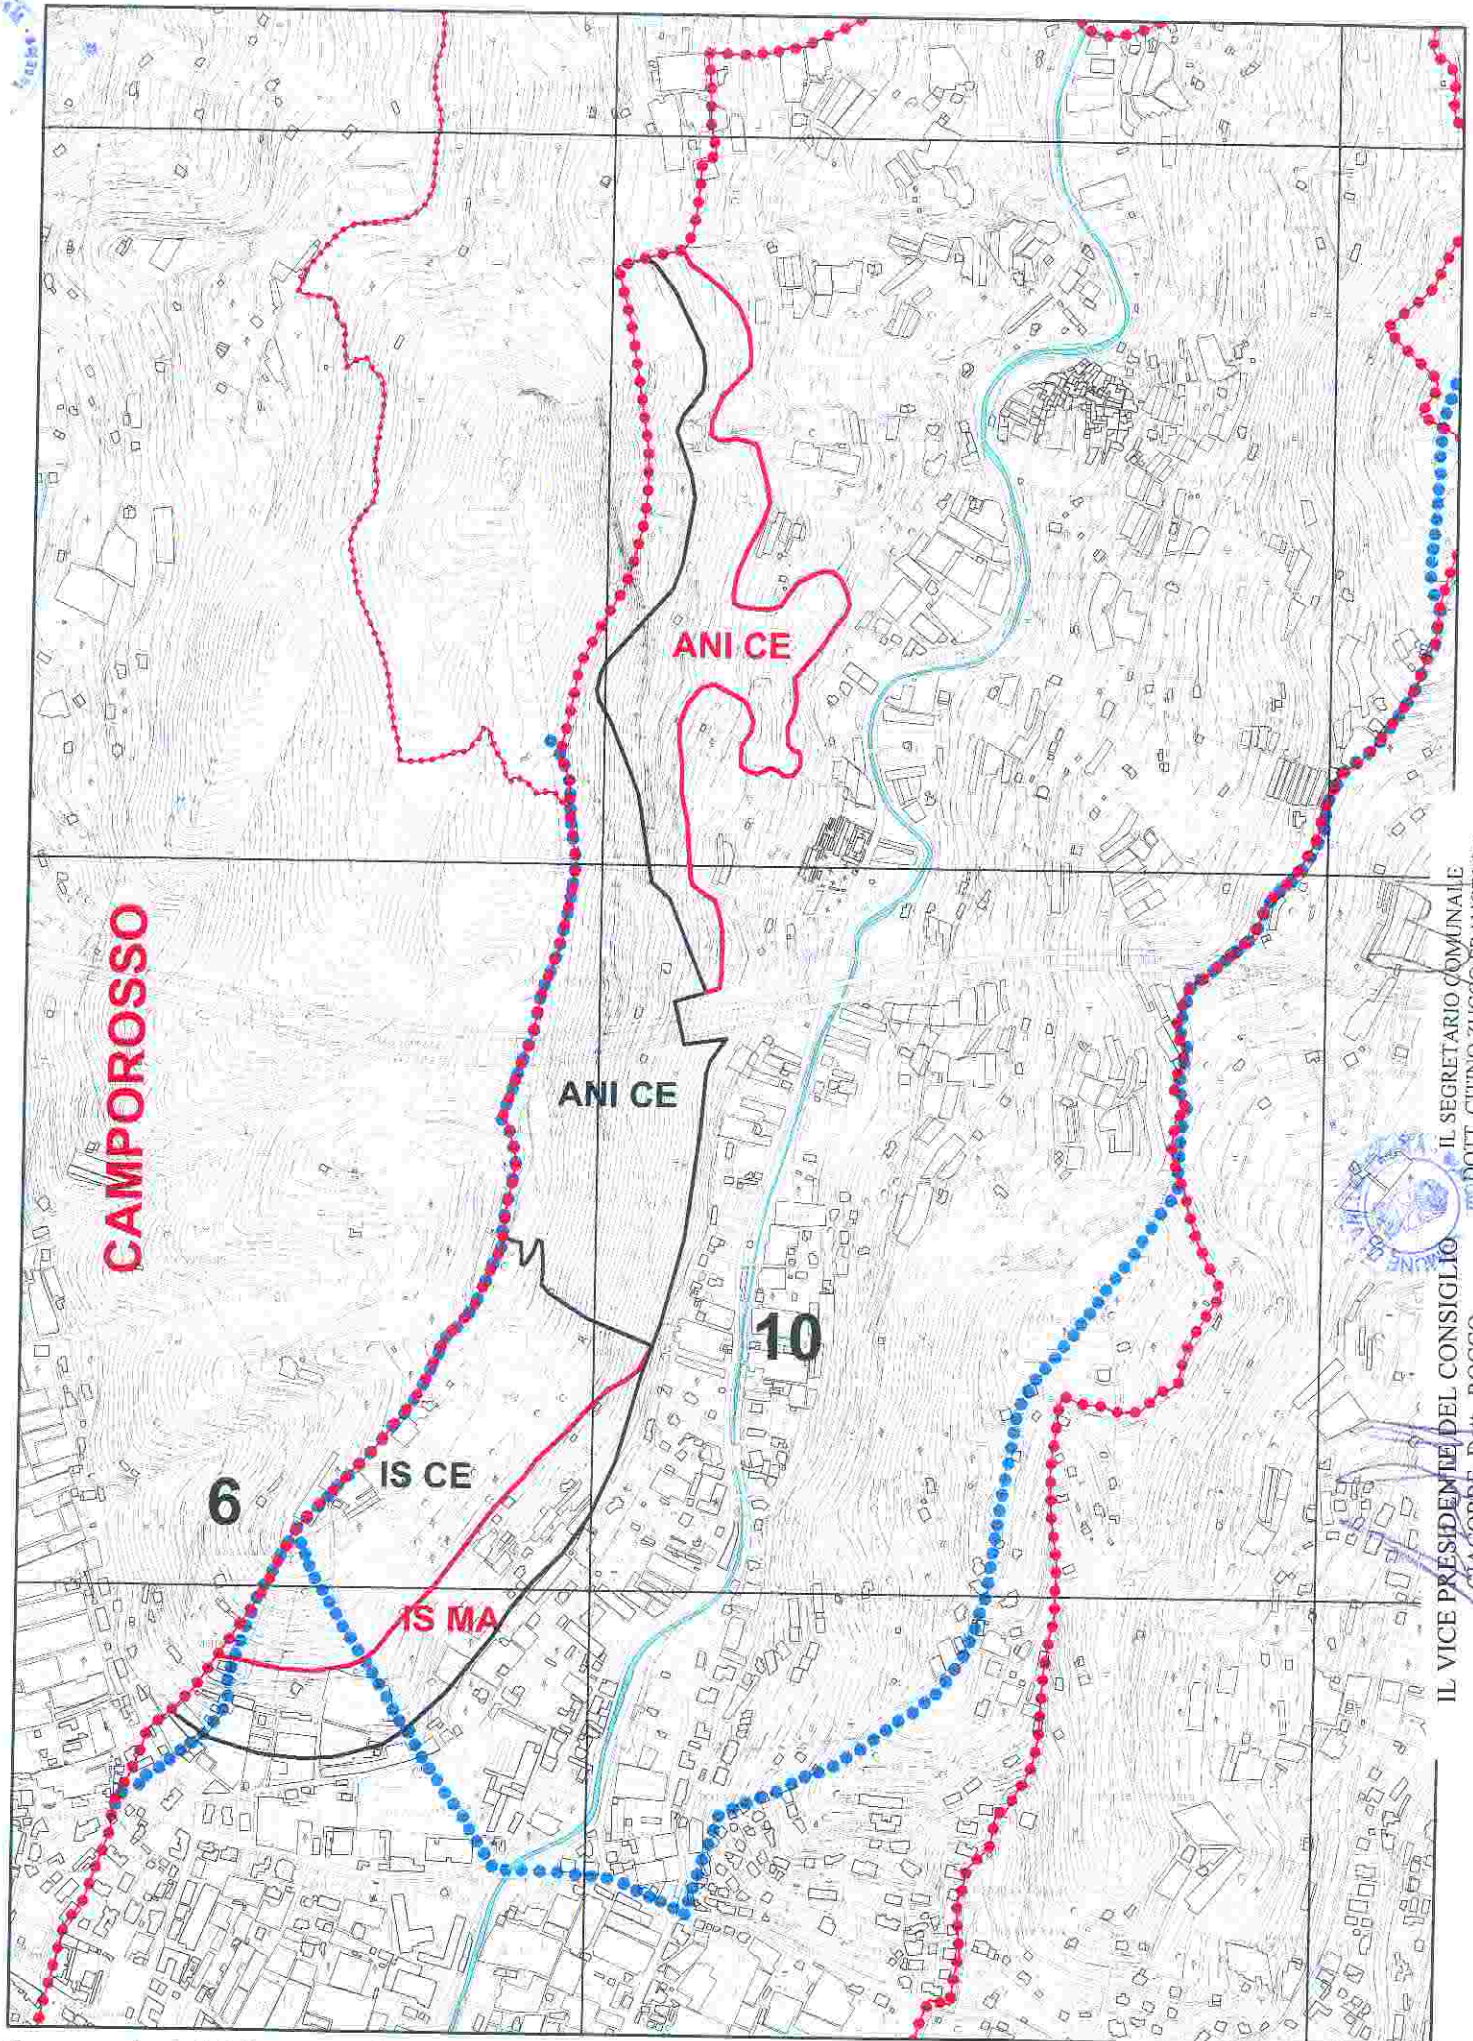 CAMPOROSSO
ANI CE
ANI CE
10
6
IS CE
IS MA
IL VICE PRESIDENTE DEL CONSIGLIO
IL SEGRETARIO COMUNALE